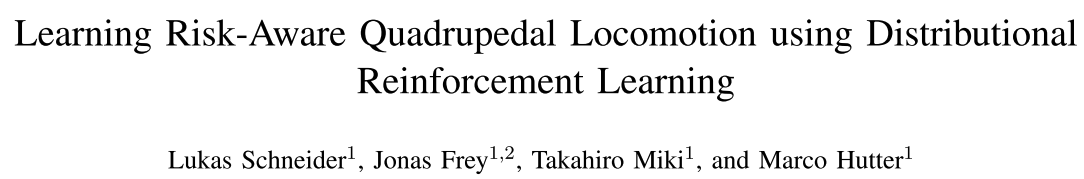 Learning Risk-Aware Quadrupedal Locomotion using Distributional
Reinforcement Learning
Lukas Schneider¹, Jonas Frey¹,², Takahiro Miki¹, and Marco Hutter¹